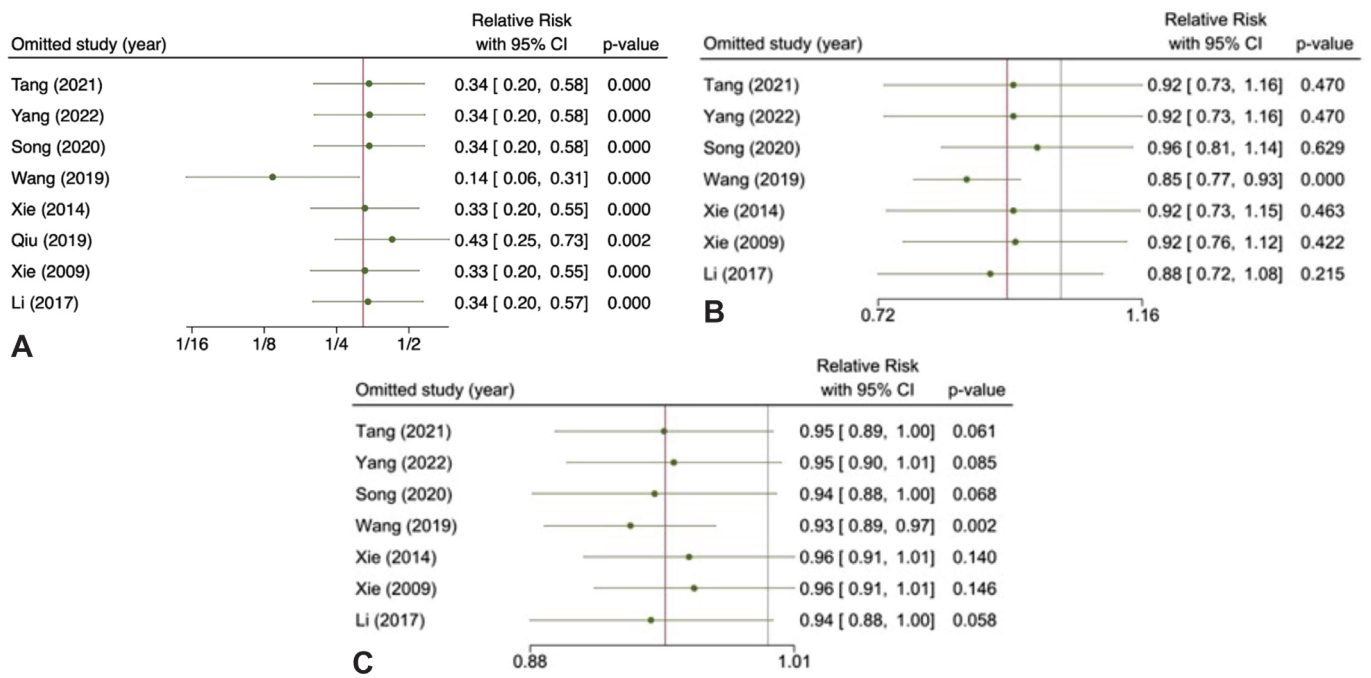 Relative Risk
Omitted study (year) with 95% CI p-value
Tang (2021) 0.34 [ 0.20, 0.58] 0.000
Yang (2022) 0.34 [ 0.20, 0.58] 0.000
Song (2020) 0.34 [ 0.20, 0.58] 0.000
Wang (2019) 0.14 [ 0.06, 0.31] 0.000
Xie (2014) 0.33 [ 0.20, 0.55] 0.000
Qiu (2019) 0.43 [ 0.25, 0.73] 0.002
Xie (2009) 0.33 [ 0.20, 0.55] 0.000
Li (2017) 0.34 [ 0.20, 0.57] 0.000
1/16 1/8 1/4 1/2
A
Relative Risk
Omitted study (year) with 95% CI p-value
Tang (2021) 0.92 [ 0.73, 1.16] 0.470
Yang (2022) 0.92 [ 0.73, 1.16] 0.470
Song (2020) 0.96 [ 0.81, 1.14] 0.629
Wang (2019) 0.85 [ 0.77, 0.93] 0.000
Xie (2014) 0.92 [ 0.73, 1.15] 0.463
Xie (2009) 0.92 [ 0.76, 1.12] 0.422
Li (2017) 0.88 [ 0.72, 1.08] 0.215
0.72 1.16
B
Relative Risk
Omitted study (year) with 95% CI p-value
Tang (2021) 0.95 [ 0.89, 1.00] 0.061
Yang (2022) 0.95 [ 0.90, 1.01] 0.085
Song (2020) 0.94 [ 0.88, 1.00] 0.068
Wang (2019) 0.93 [ 0.89, 0.97] 0.002
Xie (2014) 0.96 [ 0.91, 1.01] 0.140
Xie (2009) 0.96 [ 0.91, 1.01] 0.146
Li (2017) 0.94 [ 0.88, 1.00] 0.058
0.88 1.01
C